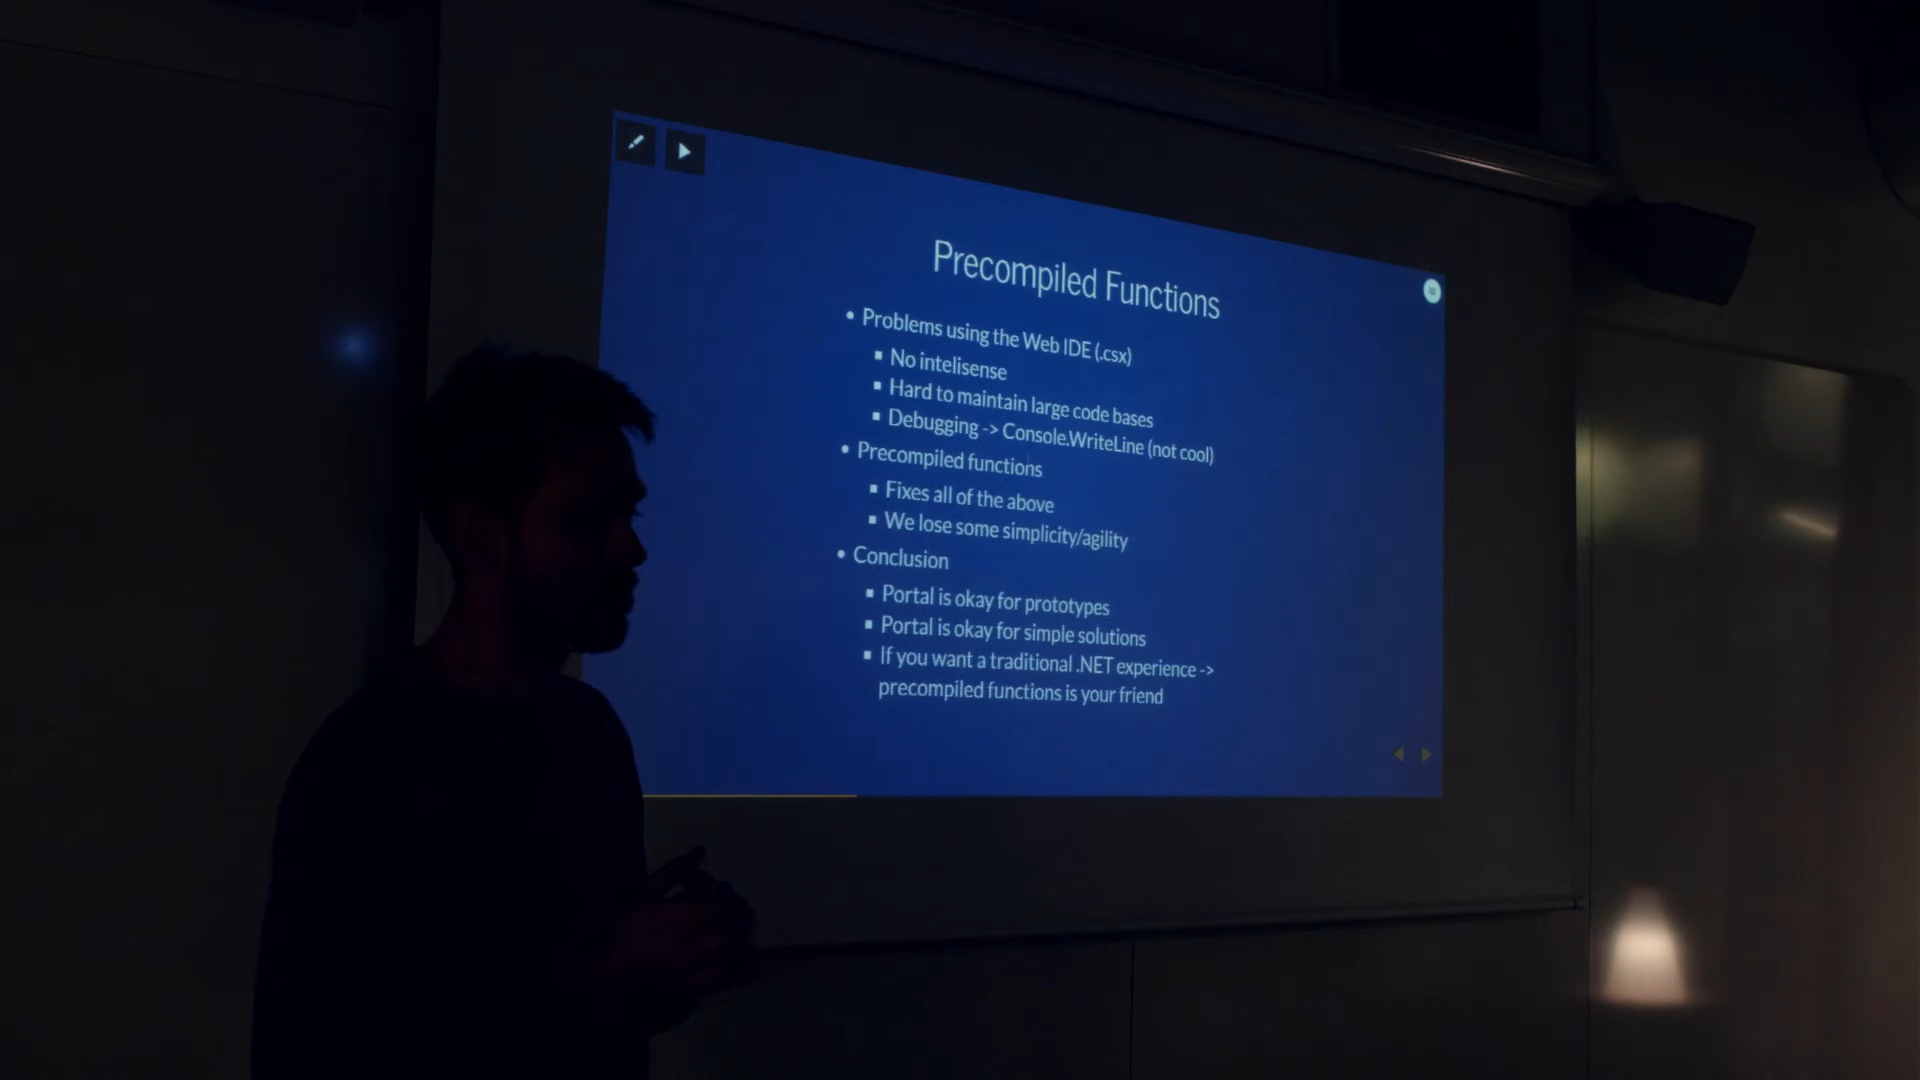 Precompiled Functions
• Problems using the Web IDE (.csx)
▪ No intelisense
▪ Hard to maintain large code bases
▪ Debugging -> Console.WriteLine (not cool)
• Precompiled functions
▪ Fixes all of the above
▪ We lose some simplicity/agility
• Conclusion
▪ Portal is okay for prototypes
▪ Portal is okay for simple solutions
▪ If you want a traditional .NET experience ->
precompiled functions is your friend